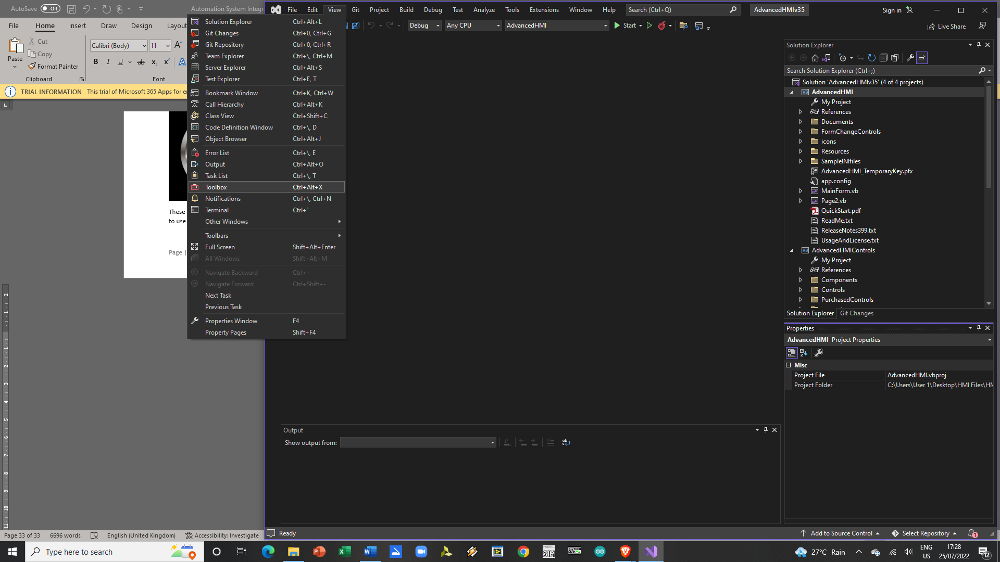 AutoSave Off Automation System Integr
File Home Insert Draw Design Layou
Paste Cut
Copy
Format Painter
Clipboard
Calibri (Body) 11
Font
TRIAL INFORMATION This trial of Microsoft 365 Apps for e
These
to use
Page |
Page 33 of 33 6696 words English (United Kingdom) Accessibility: Investigate
File Edit View Git Project Build Debug Test Analyze Tools Extensions Window Help Search (Ctrl+Q) AdvancedHMIv35 Sign in
Debug Any CPU AdvancedHMI Start Live Share
Solution Explorer Ctrl+Alt+L
Git Changes Ctrl+0, Ctrl+G
Git Repository Ctrl+0, Ctrl+R
Team Explorer Ctrl+\, Ctrl+M
Server Explorer Ctrl+Alt+S
Test Explorer Ctrl+E, T
Bookmark Window Ctrl+K, Ctrl+W
Call Hierarchy Ctrl+Alt+K
Class View Ctrl+Shift+C
Code Definition Window Ctrl+\, D
Object Browser Ctrl+Alt+J
Error List Ctrl+\, E
Output Ctrl+Alt+O
Task List Ctrl+\, T
Toolbox Ctrl+Alt+X
Notifications Ctrl+\, Ctrl+N
Terminal Ctrl+`
Other Windows
Toolbars
Full Screen Shift+Alt+Enter
All Windows Shift+Alt+M
Navigate Backward Ctrl+-
Navigate Forward Ctrl+Shift+-
Next Task
Previous Task
Properties Window F4
Property Pages Shift+F4
Solution Explorer
Search Solution Explorer (Ctrl+;)
Solution 'AdvancedHMIv35' (4 of 4 projects)
AdvancedHMI
My Project
References
Documents
FormChangeControls
icons
Resources
SampleINIfiles
AdvancedHMI_TemporaryKey.pfx
app.config
MainForm.vb
Page2.vb
QuickStart.pdf
ReadMe.txt
ReleaseNotes399.txt
UsageAndLicense.txt
AdvancedHMIControls
My Project
References
Components
Controls
PurchasedControls
Solution Explorer Git Changes
Properties
AdvancedHMI Project Properties
Misc
Project File AdvancedHMI.vbproj
Project Folder C:\Users\User 1\Desktop\HMI Files\HM
Output
Show output from:
Ready Add to Source Control Select Repository 1
Type here to search
27°C Rain ENG US 17:28 25/07/2022 12